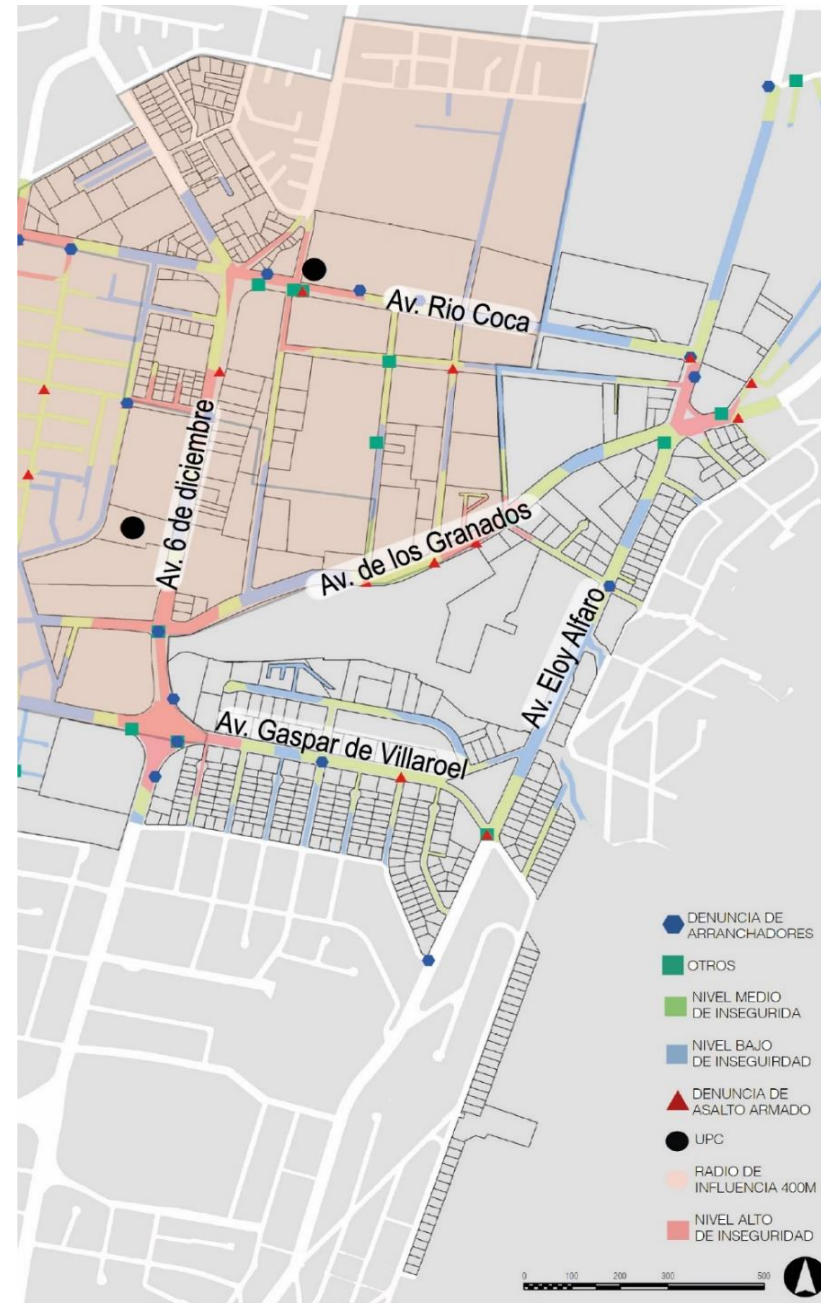 Av. Rio Coca
Av. 6 de diciembre
Av. de los Granados
Av. Eloy Alfaro
Av. Gaspar de Villaroel
DENUNCIA DE
ARRANCHADORES
OTROS
NIVEL MEDIO
DE INSEGURIDA
NIVEL BAJO
DE INSEGUIRDAD
DENUNCIA DE
ASALTO ARMADO
UPC
RADIO DE
INFLUENCIA 400M
NIVEL ALTO
DE INSEGURIDAD
0 100 200 300 500